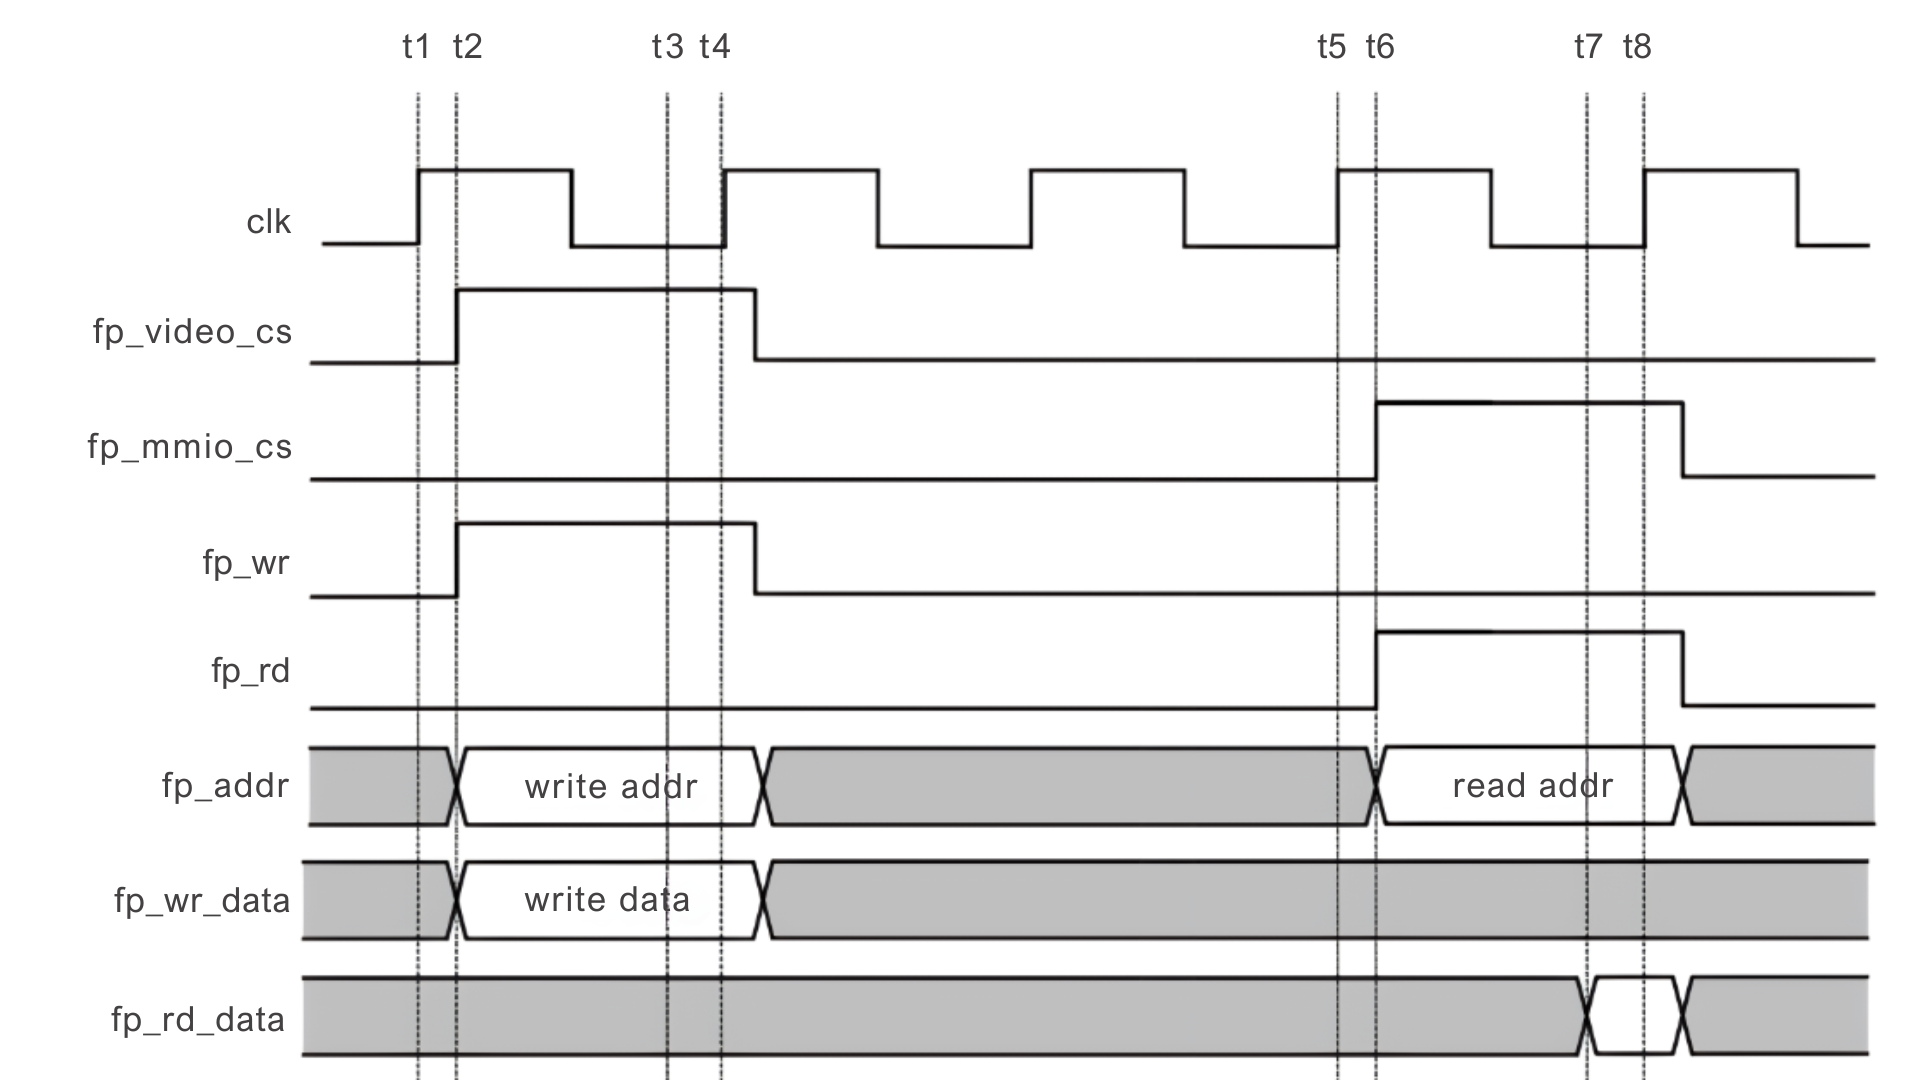 t1 t2 t3 t4 t5 t6 t7 t8
clk
fp_video_cs
fp_mmio_cs
fp_wr
fp_rd
fp_addr write addr read addr
fp_wr_data write data
fp_rd_data